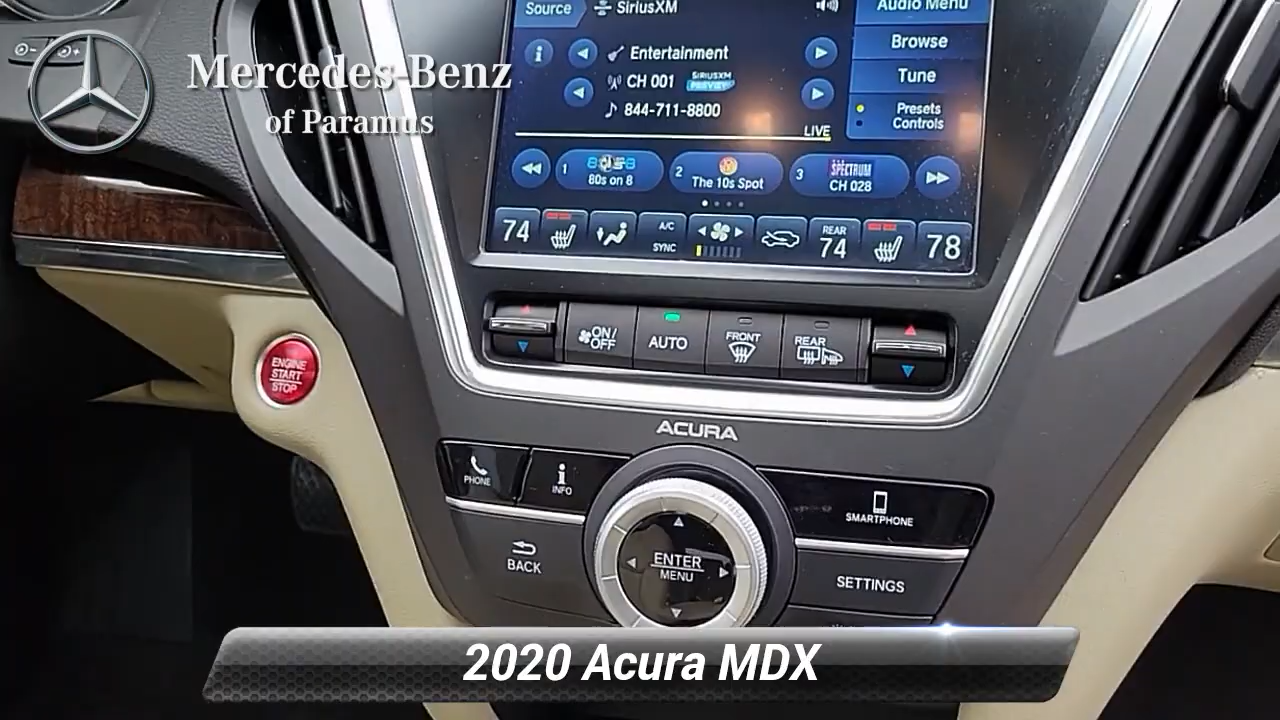 Source
SiriusXM
Audio Menu
Mercedes-Benz
of Paramus
Entertainment
Browse
CH 001
SIRIUSXM
PREVIEW
Tune
844-711-8800
Presets
Controls
LIVE
1
80s on 8
2
The 10s Spot
3
SPECTRUM
CH 028
74
A/C
SYNC
REAR
74
78
ON/
OFF
AUTO
FRONT
REAR
ENGINE
START
STOP
ACURA
PHONE
INFO
SMARTPHONE
BACK
ENTER
MENU
SETTINGS
2020 Acura MDX